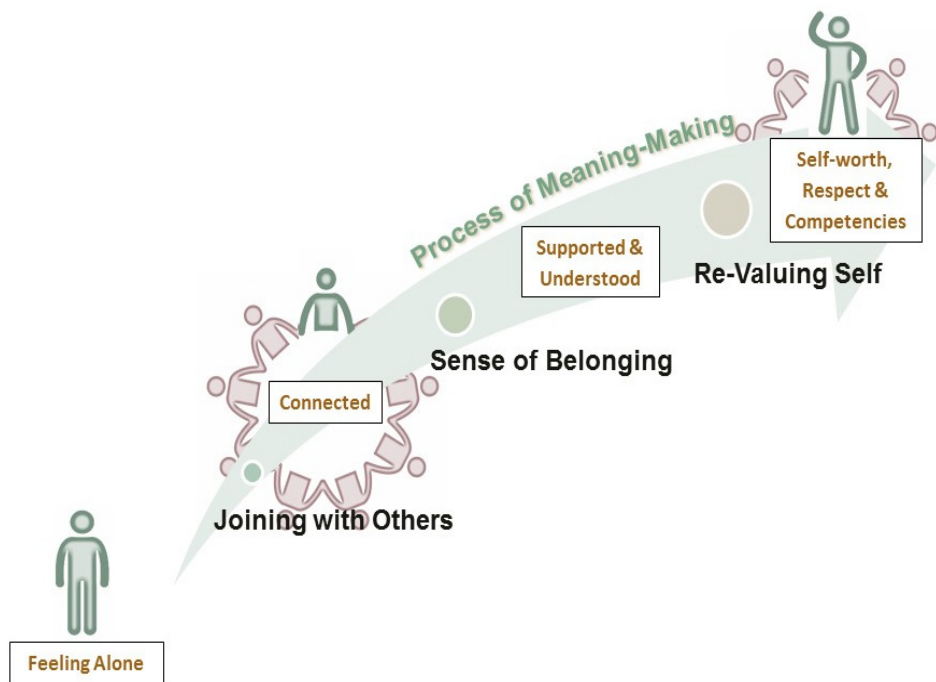 Process of Meaning-Making
Self-worth,
Respect &
Competencies
Supported &
Understood
Re-Valuing Self
Sense of Belonging
Connected
Joining with Others
Feeling Alone